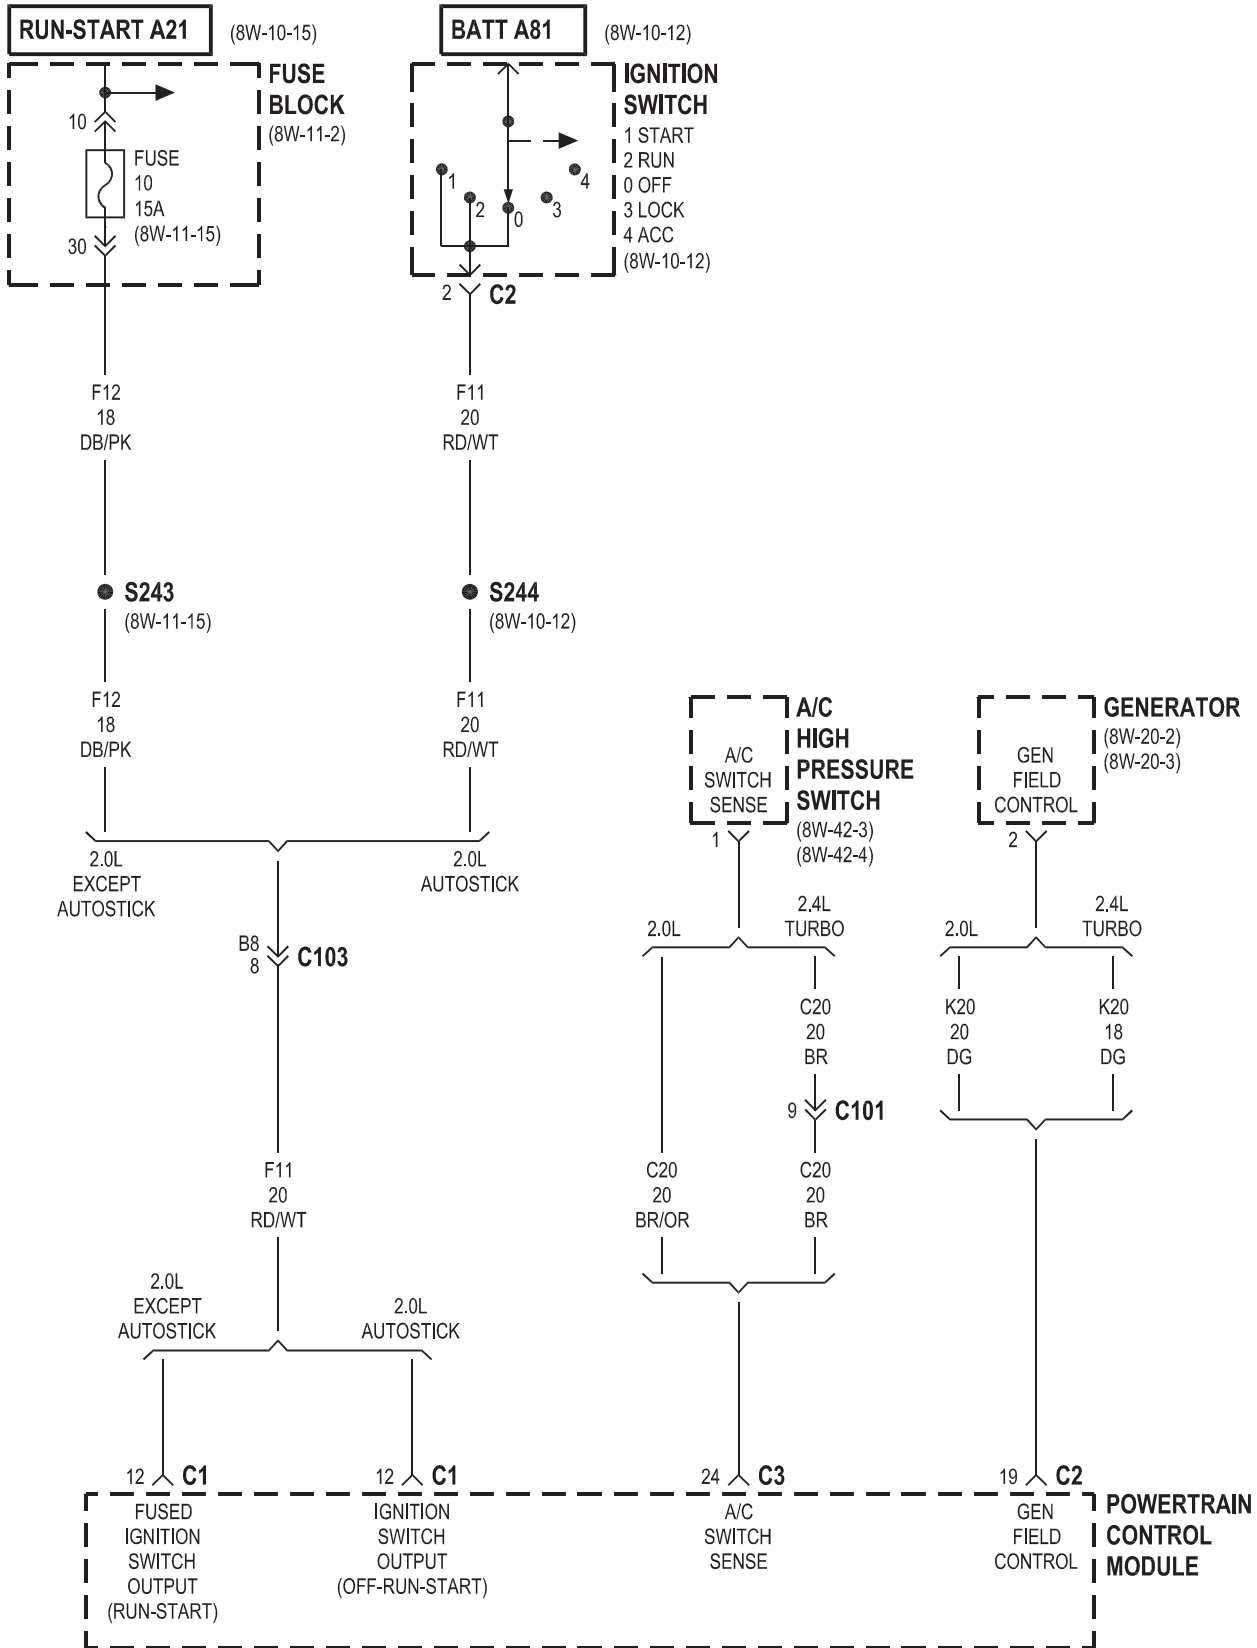 RUN-START A21
(8W-10-15)
BATT A81
(8W-10-12)
FUSE
BLOCK
(8W-11-2)
10
FUSE
10
15A
(8W-11-15)
30
IGNITION
SWITCH
1 START
2 RUN
0 OFF
3 LOCK
4 ACC
(8W-10-12)
1
2
0
3
4
2
C2
F12
18
DB/PK
F11
20
RD/WT
S243
(8W-11-15)
S244
(8W-10-12)
F12
18
DB/PK
F11
20
RD/WT
A/C
SWITCH
SENSE
A/C
HIGH
PRESSURE
SWITCH
(8W-42-3)
(8W-42-4)
1
GEN
FIELD
CONTROL
GENERATOR
(8W-20-2)
(8W-20-3)
2
2.0L
EXCEPT
AUTOSTICK
2.0L
AUTOSTICK
B8
8
C103
2.0L
2.4L
TURBO
2.0L
2.4L
TURBO
C20
20
BR
K20
20
DG
K20
18
DG
9
C101
F11
20
RD/WT
C20
20
BR/OR
C20
20
BR
2.0L
EXCEPT
AUTOSTICK
2.0L
AUTOSTICK
12
C1
12
C1
24
C3
19
C2
FUSED
IGNITION
SWITCH
OUTPUT
(RUN-START)
IGNITION
SWITCH
OUTPUT
(OFF-RUN-START)
A/C
SWITCH
SENSE
GEN
FIELD
CONTROL
POWERTRAIN
CONTROL
MODULE